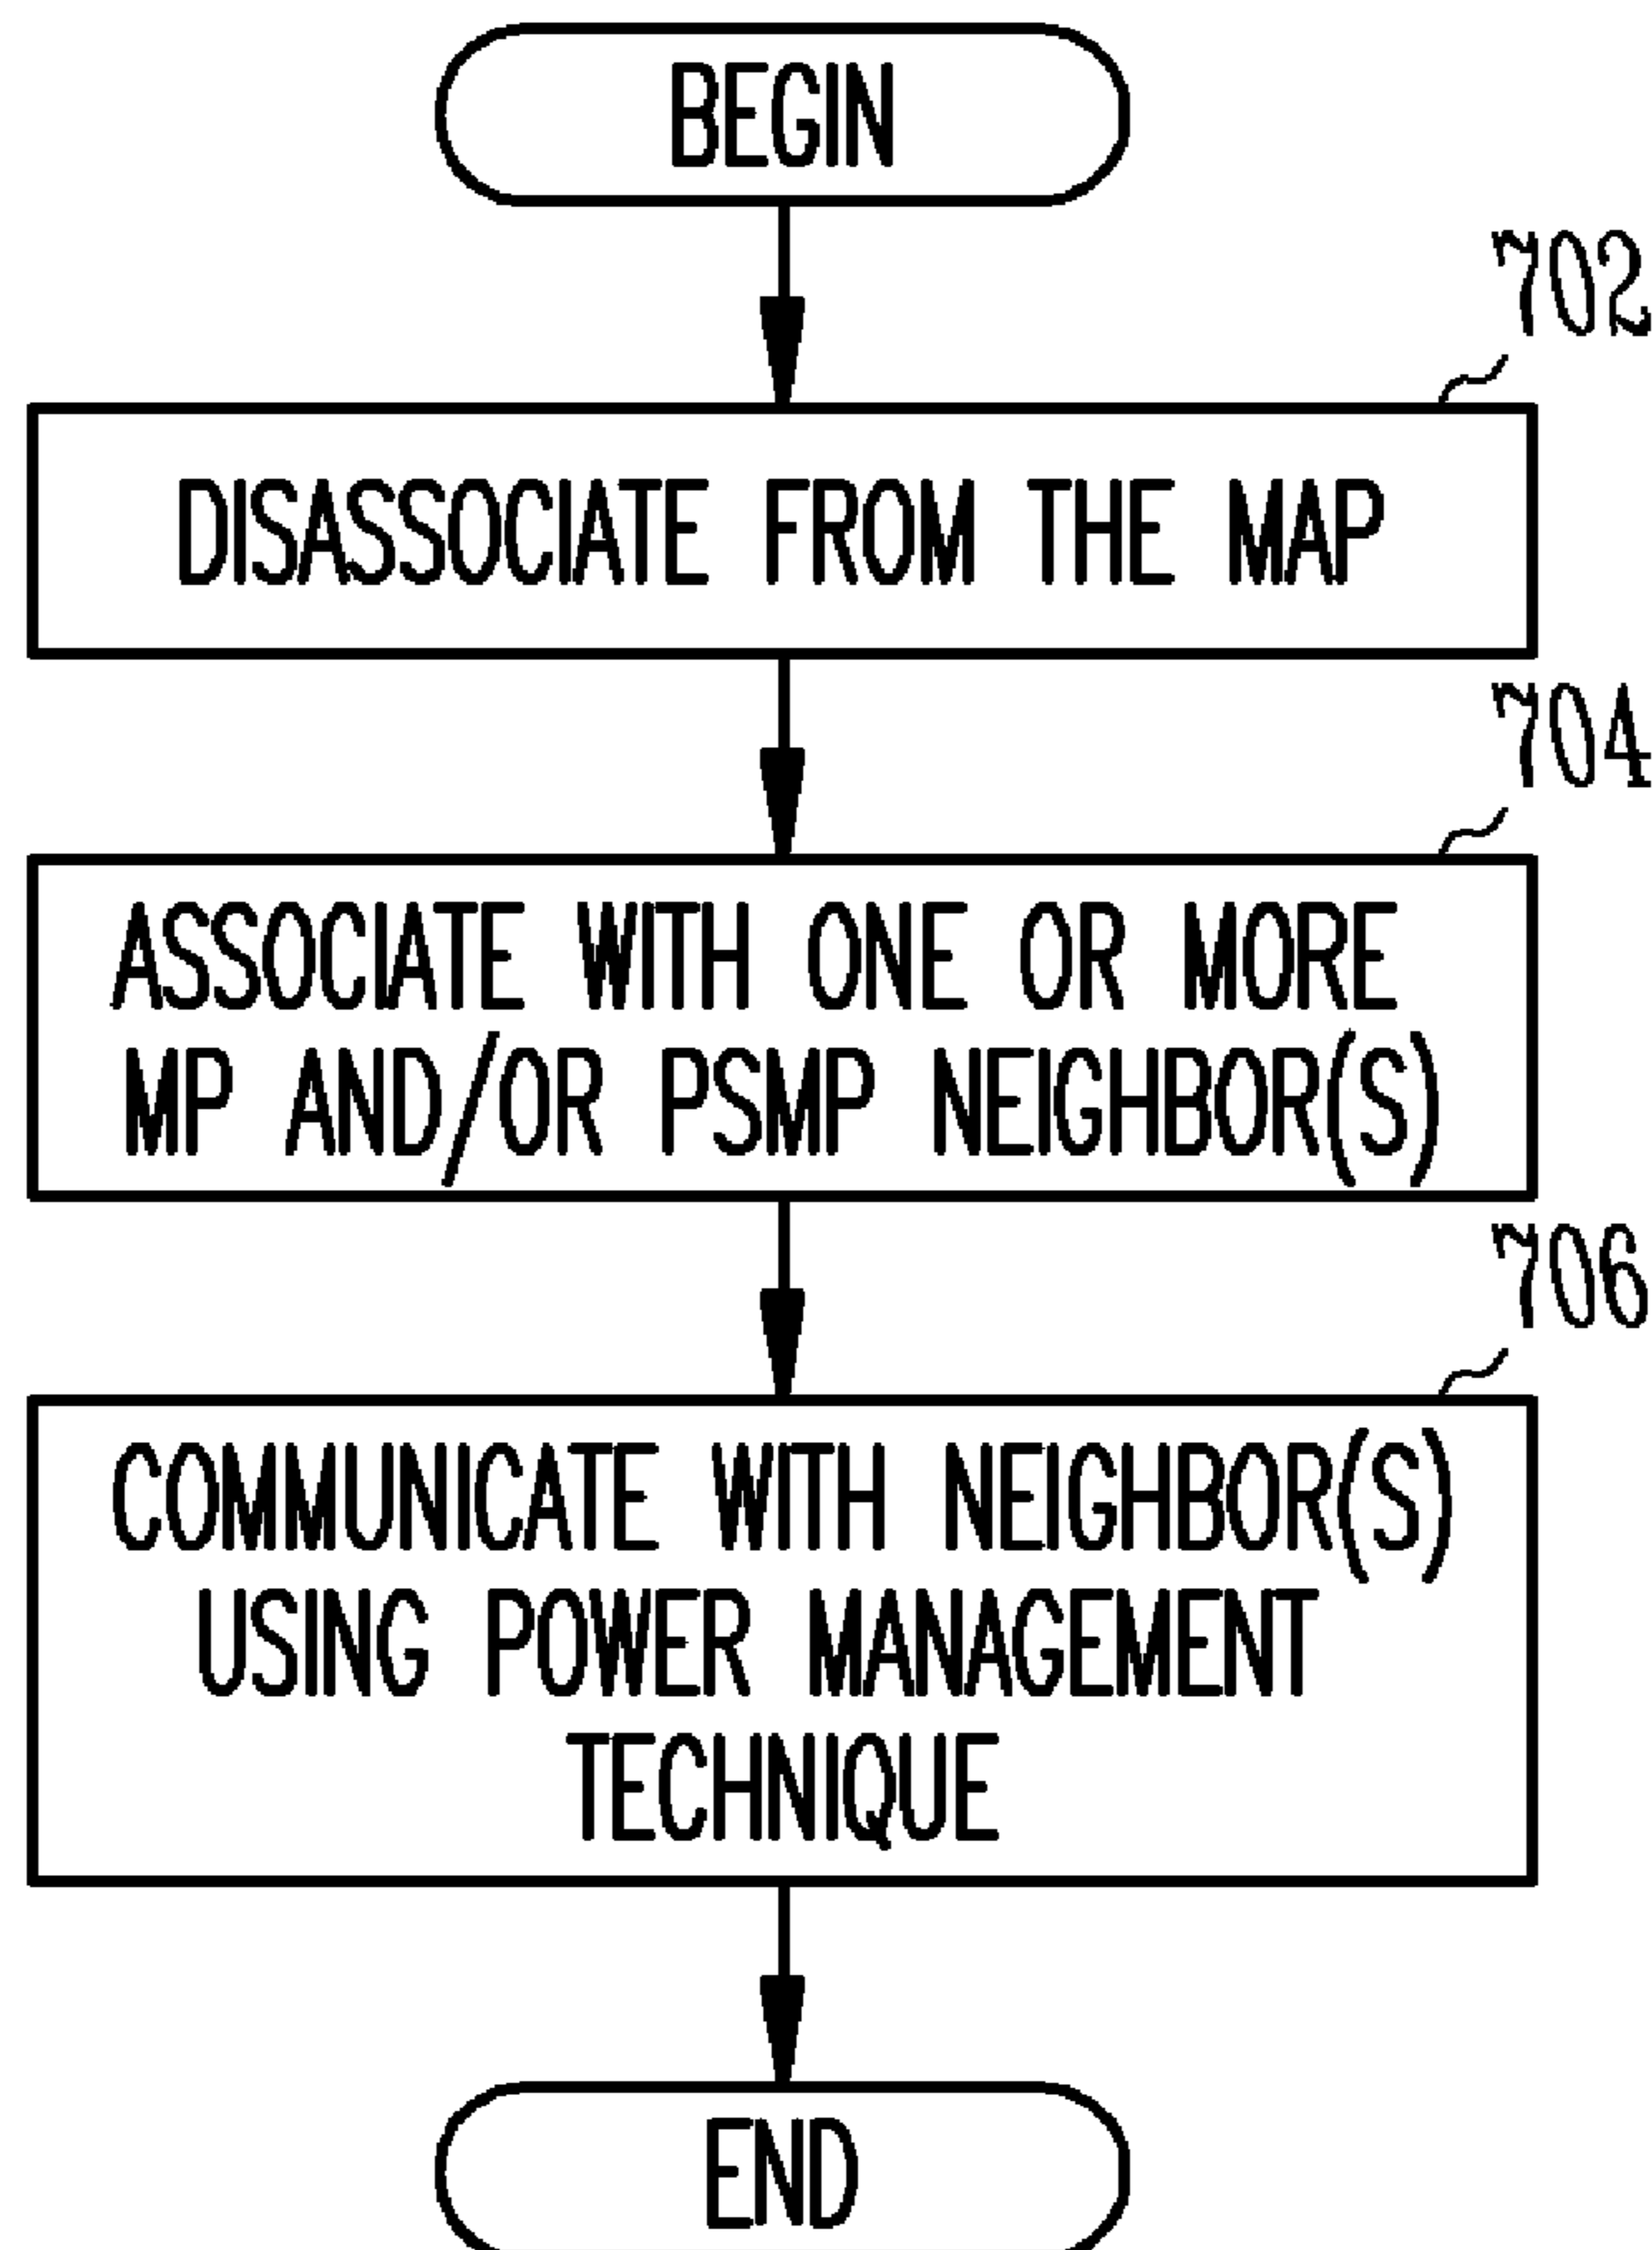 BEGIN
702
DISASSOCIATE FROM THE MAP
704
ASSOCIATE WITH ONE OR MORE
MP AND/OR PSMP NEIGHBOR(S)
706
COMMUNICATE WITH NEIGHBOR(S)
USING POWER MANAGEMENT
TECHNIQUE
END